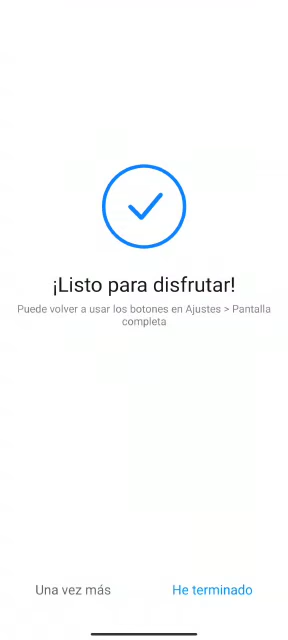 ¡Listo para disfrutar!
Puede volver a usar los botones en Ajustes > Pantalla
completa
Una vez más
He terminado